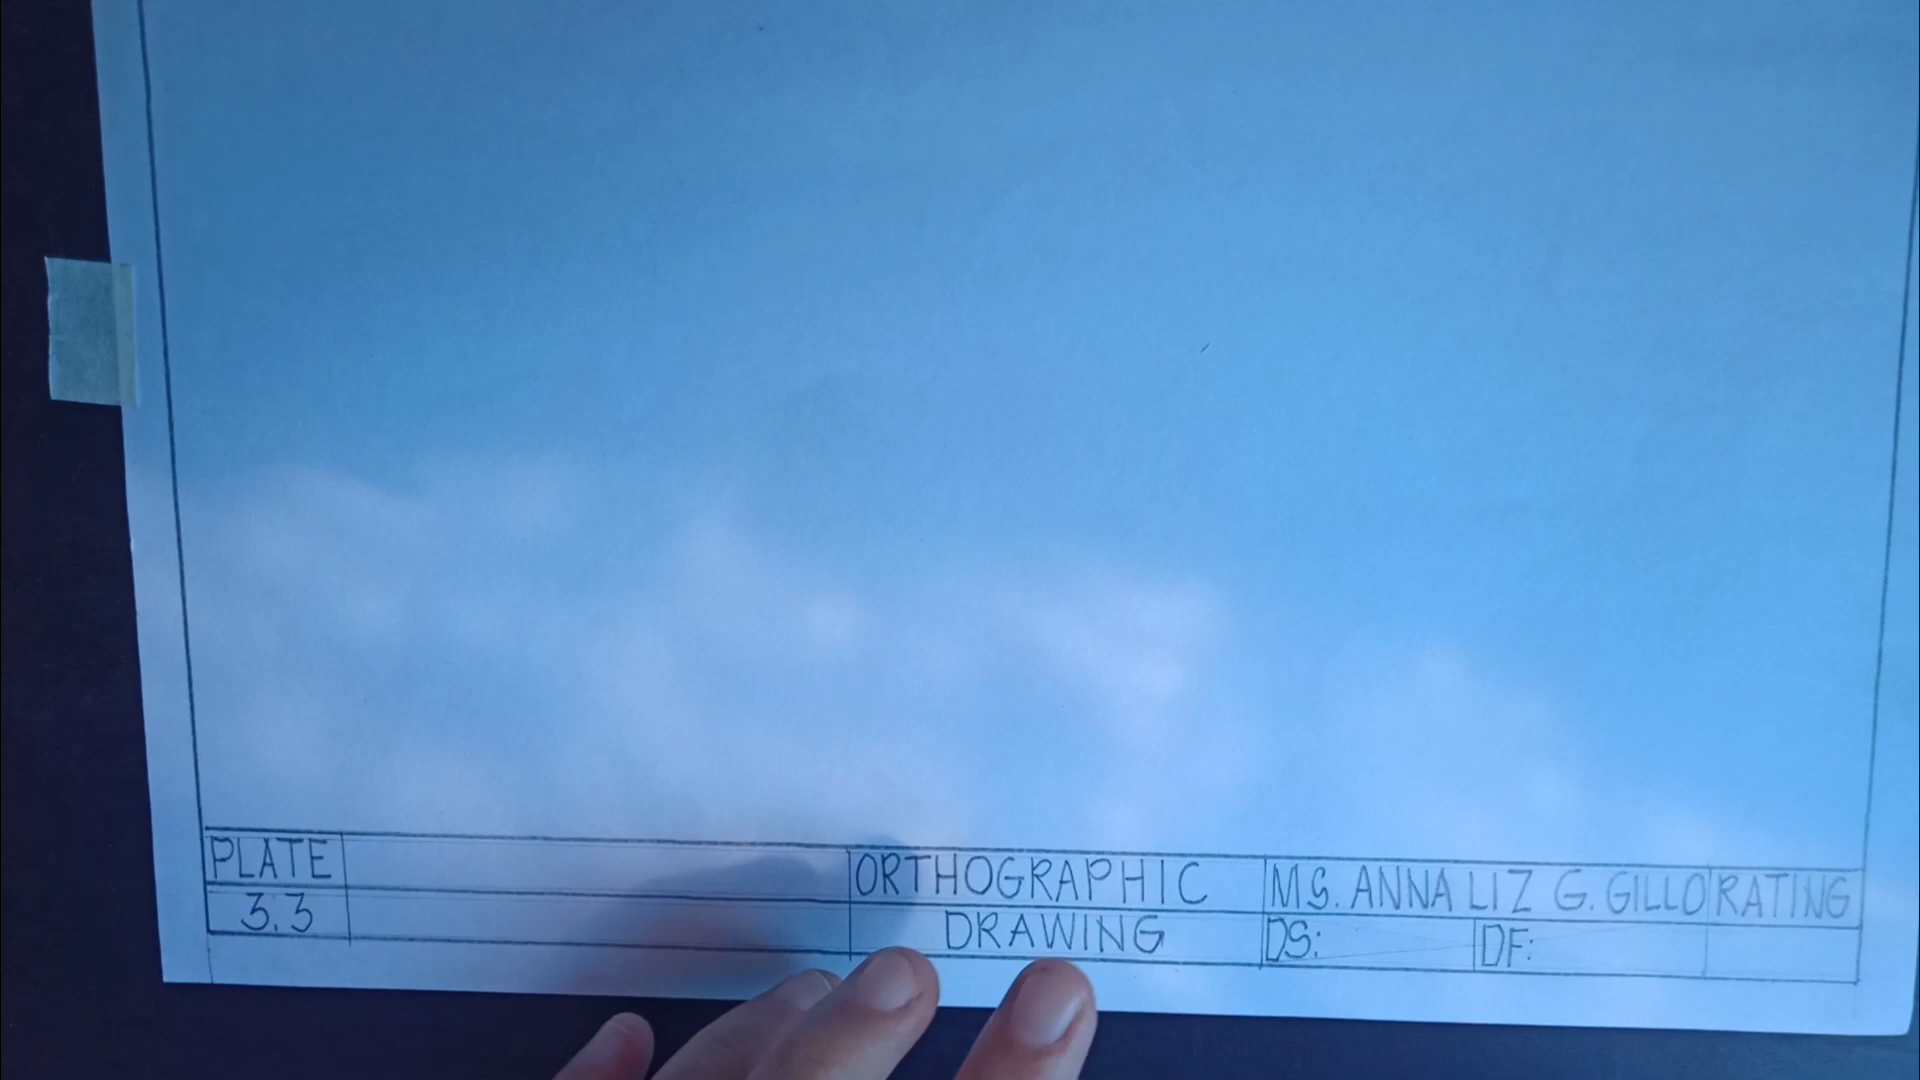 PLATE
3.3
ORTHOGRAPHIC
DRAWING
MS. ANNA LIZ G. GILLO
DS:
DF:
RATING